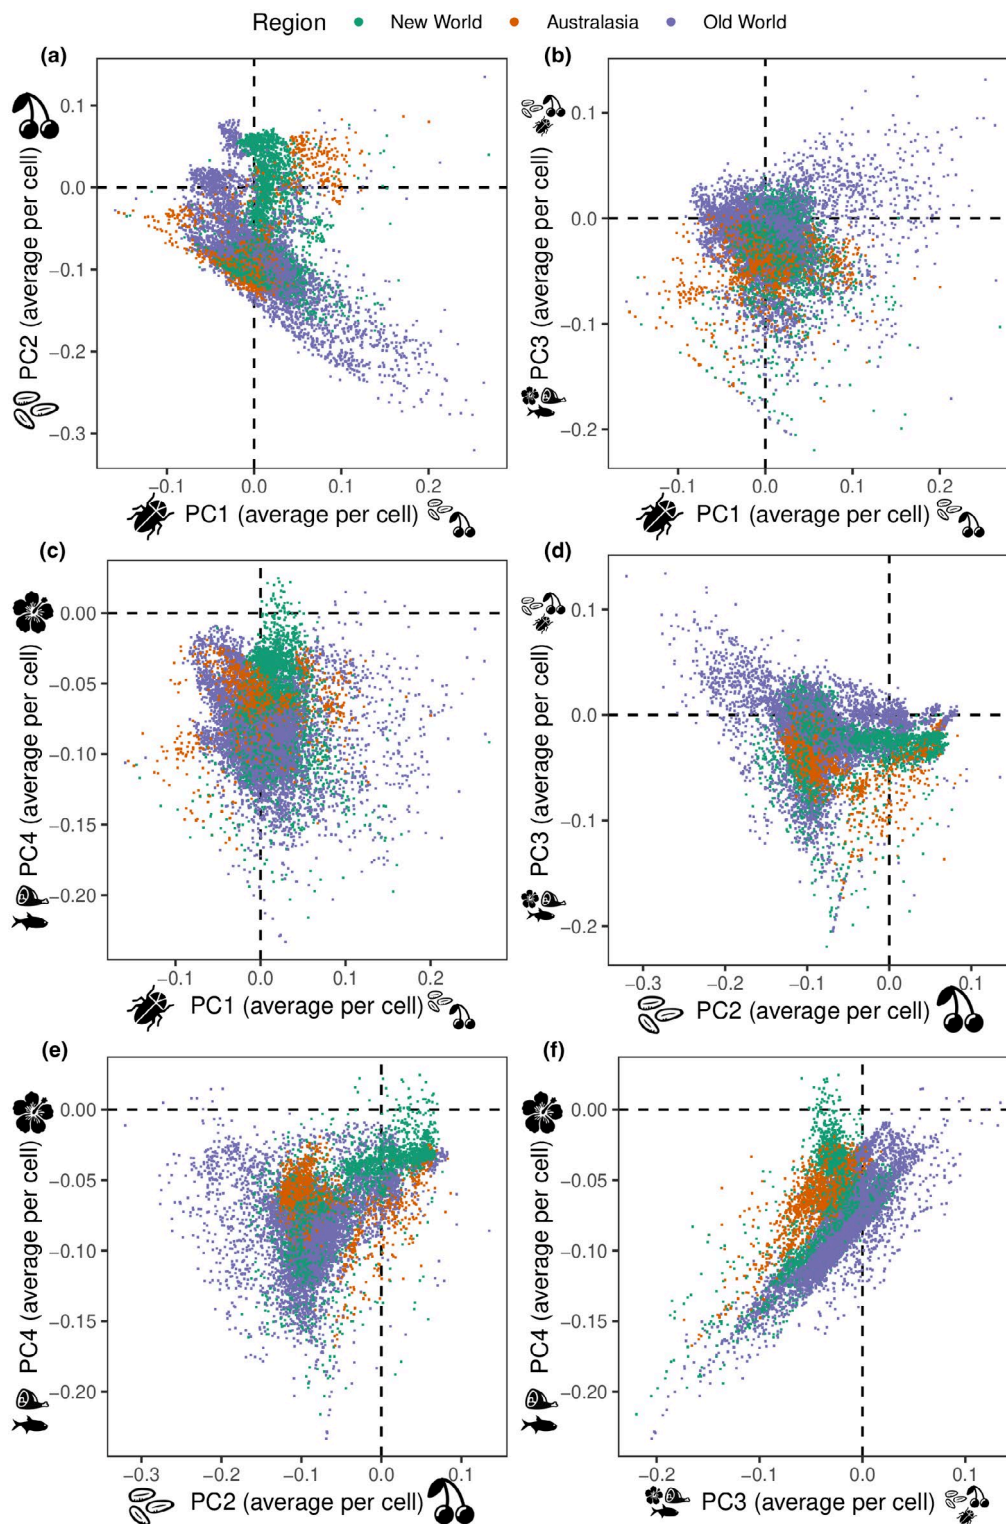 Region New World Australasia Old World
(a) (b)
0.1
0.0
−0.1
−0.2
−0.3
PC2 (average per cell)
−0.1 0.0 0.1 0.2
PC1 (average per cell)
0.1
0.0
−0.1
−0.2
PC3 (average per cell)
−0.1 0.0 0.1 0.2
PC1 (average per cell)
(c) (d)
0.00
−0.05
−0.10
−0.15
−0.20
PC4 (average per cell)
−0.1 0.0 0.1 0.2
PC1 (average per cell)
0.1
0.0
−0.1
−0.2
PC3 (average per cell)
−0.3 −0.2 −0.1 0.0 0.1
PC2 (average per cell)
(e) (f)
0.00
−0.05
−0.10
−0.15
−0.20
PC4 (average per cell)
−0.3 −0.2 −0.1 0.0 0.1
PC2 (average per cell)
0.00
−0.05
−0.10
−0.15
−0.20
PC4 (average per cell)
−0.2 −0.1 0.0 0.1
PC3 (average per cell)